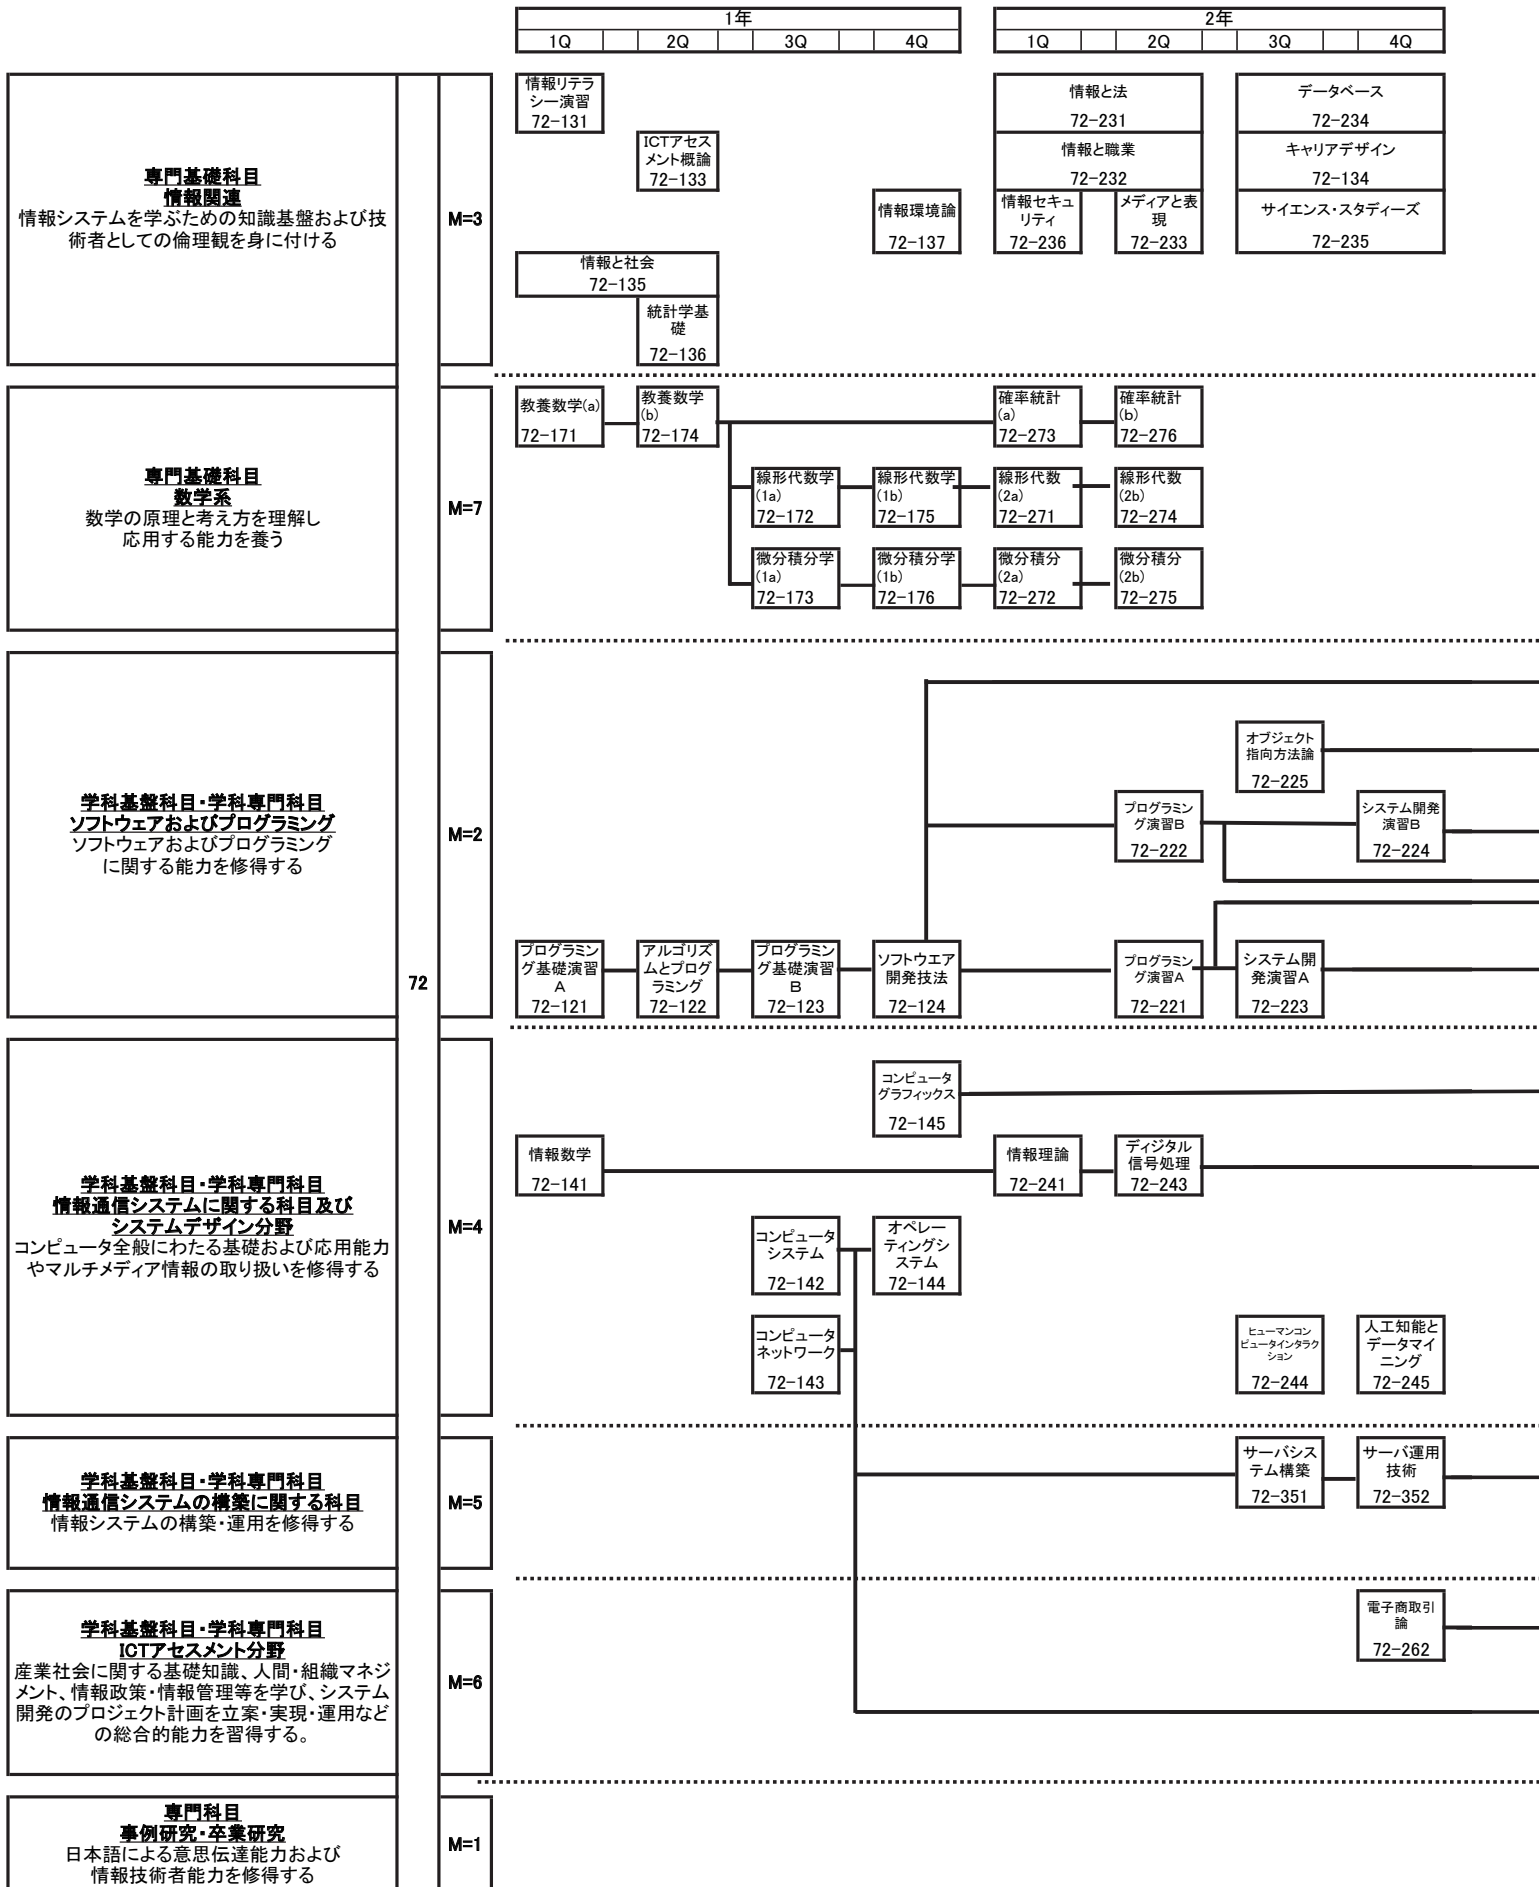 1年
2年
1Q
2Q
3Q
4Q
1Q
2Q
3Q
4Q
専門基礎科目
情報関連
情報システムを学ぶための知識基盤および技
術者としての倫理観を身に付ける
M=3
情報リテラ
シー演習
72-131
ICTアセス
メント概論
72-133
情報環境論
72-137
情報と社会
72-135
統計学基
礎
72-136
情報と法
72-231
情報と職業
72-232
情報セキュ
リティ
72-236
メディアと表
現
72-233
データベース
72-234
キャリアデザイン
72-134
サイエンス・スタディーズ
72-235
専門基礎科目
数学系
数学の原理と考え方を理解し
応用する能力を養う
M=7
教養数学(a)
72-171
教養数学
(b)
72-174
確率統計
(a)
72-273
確率統計
(b)
72-276
線形代数学
(1a)
72-172
線形代数学
(1b)
72-175
線形代数
(2a)
72-271
線形代数
(2b)
72-274
微分積分学
(1a)
72-173
微分積分学
(1b)
72-176
微分積分
(2a)
72-272
微分積分
(2b)
72-275
学科基盤科目・学科専門科目
ソフトウェアおよびプログラミング
ソフトウェアおよびプログラミング
に関する能力を修得する
72
M=2
オブジェクト
指向方法論
72-225
プログラミン
グ演習B
72-222
システム開発
演習B
72-224
プログラミン
グ基礎演習
A
72-121
アルゴリズ
ムとプログ
ラミング
72-122
プログラミン
グ基礎演習
B
72-123
ソフトウエア
開発技法
72-124
プログラミン
グ演習A
72-221
システム開
発演習A
72-223
学科基盤科目・学科専門科目
情報通信システムに関する科目及び
システムデザイン分野
コンピュータ全般にわたる基礎および応用能力
やマルチメディア情報の取り扱いを修得する
M=4
コンピュータ
グラフィックス
72-145
情報数学
72-141
情報理論
72-241
ディジタル
信号処理
72-243
コンピュータ
システム
72-142
オペレー
ティングシ
ステム
72-144
コンピュータ
ネットワーク
72-143
ヒューマンコン
ピュータインタラク
ション
72-244
人工知能と
データマイ
ニング
72-245
学科基盤科目・学科専門科目
情報通信システムの構築に関する科目
情報システムの構築・運用を修得する
M=5
サーバシス
テム構築
72-351
サーバ運用
技術
72-352
学科基盤科目・学科専門科目
ICTアセスメント分野
産業社会に関する基礎知識、人間・組織マネジ
メント、情報政策・情報管理等を学び、システム
開発のプロジェクト計画を立案・実現・運用など
の総合的能力を習得する。
M=6
電子商取引
論
72-262
専門科目
事例研究・卒業研究
日本語による意思伝達能力および
情報技術者能力を修得する
M=1